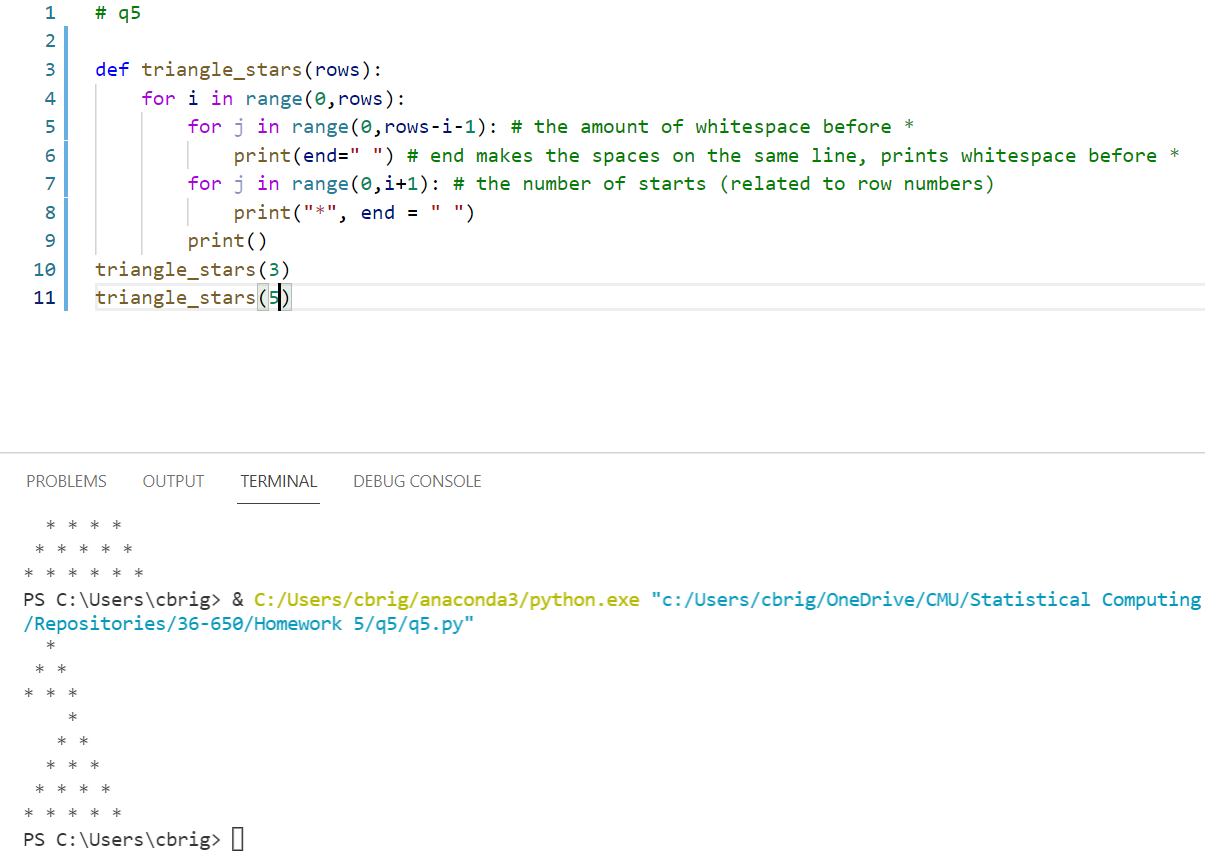 1 # q5
2
3 def triangle_stars(rows):
4     for i in range(0,rows):
5         for j in range(0,rows-i-1): # the amount of whitespace before *
6             print(end=" ") # end makes the spaces on the same line, prints whitespace before *
7         for j in range(0,i+1): # the number of starts (related to row numbers)
8             print("*", end = " ")
9         print()
10 triangle_stars(3)
11 triangle_stars(5)
PROBLEMS OUTPUT TERMINAL DEBUG CONSOLE
  * * * *
 * * * * *
* * * * * *
PS C:\Users\cbrig> & C:/Users/cbrig/anaconda3/python.exe "c:/Users/cbrig/OneDrive/CMU/Statistical Computing
/Repositories/36-650/Homework 5/q5/q5.py"
  *
 * *
* * *
    *
   * *
  * * *
 * * * *
* * * * *
PS C:\Users\cbrig>